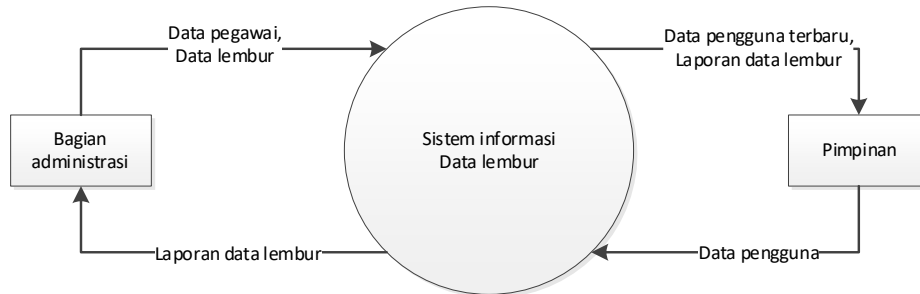 Data pegawai,
Data lembur
Data pengguna terbaru,
Laporan data lembur
Bagian
administrasi
Sistem informasi
Data lembur
Pimpinan
Laporan data lembur
Data pengguna